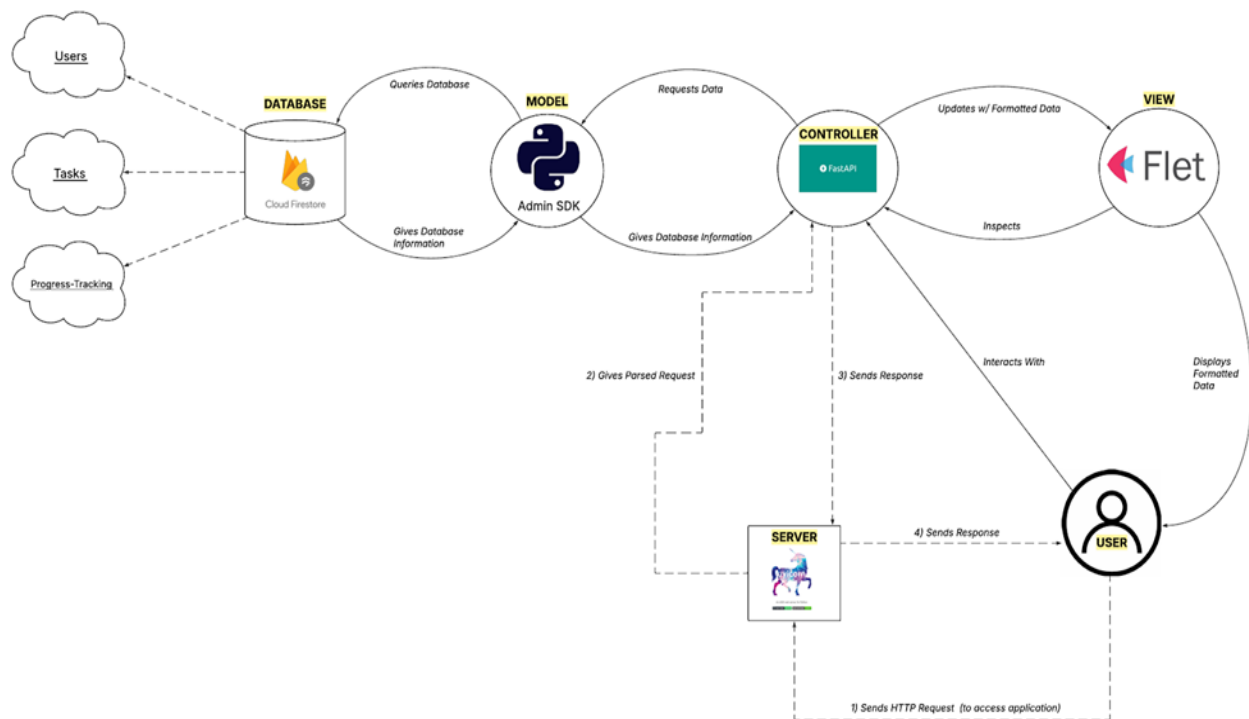 Users
Tasks
Progress-Tracking
DATABASE
Cloud Firestore
Queries Database
Gives Database
Information
MODEL
Admin SDK
Requests Data
Gives Database Information
CONTROLLER
FastAPI
Updates w/ Formatted Data
Inspects
VIEW
Flet
2) Gives Parsed Request
3) Sends Response
Interacts With
Displays
Formatted
Data
SERVER
4) Sends Response
USER
1) Sends HTTP Request (to access application)